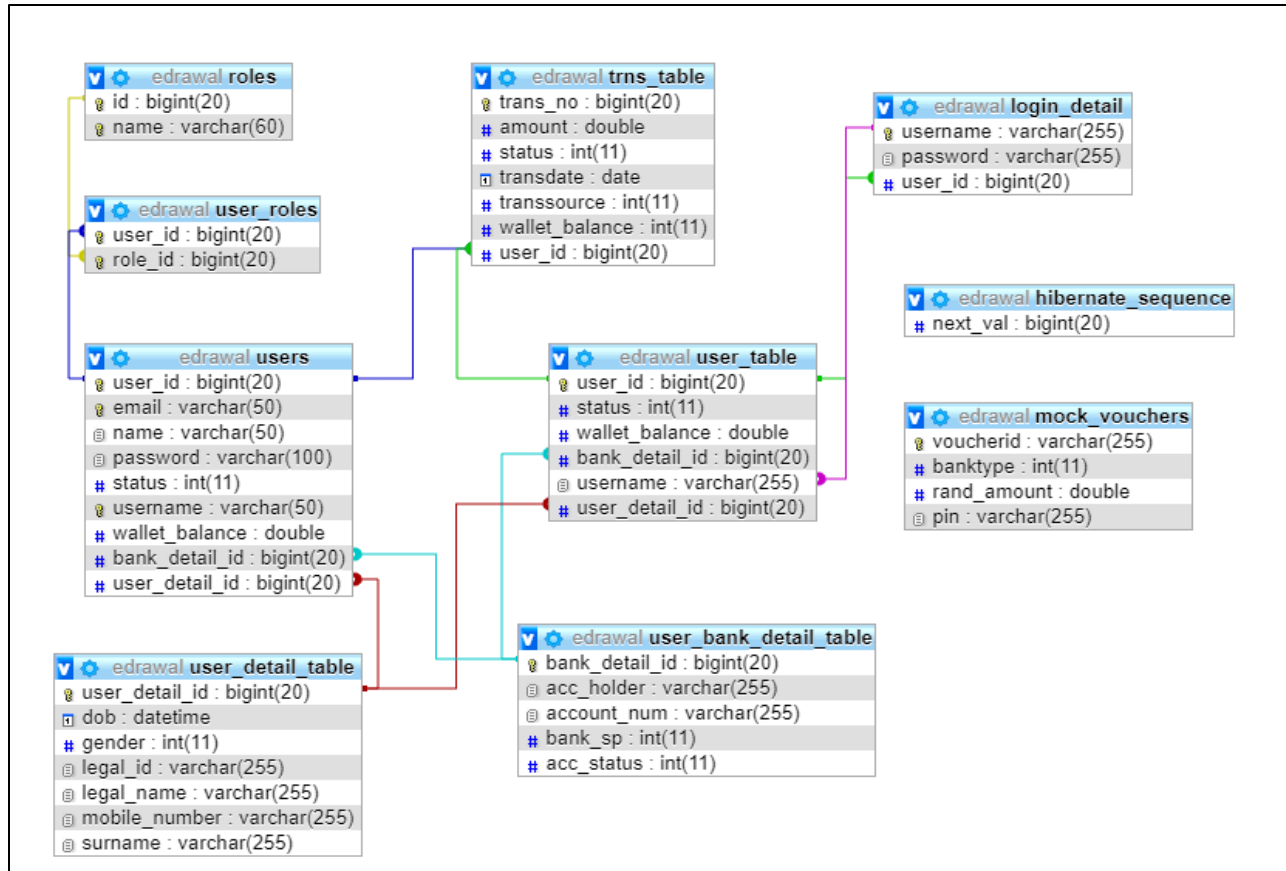 edrawal roles
id : bigint(20)
name : varchar(60)
edrawal user_roles
user_id : bigint(20)
role_id : bigint(20)
edrawal users
user_id : bigint(20)
email : varchar(50)
name : varchar(50)
password : varchar(100)
status : int(11)
username : varchar(50)
wallet_balance : double
bank_detail_id : bigint(20)
user_detail_id : bigint(20)
edrawal user_detail_table
user_detail_id : bigint(20)
dob : datetime
gender : int(11)
legal_id : varchar(255)
legal_name : varchar(255)
mobile_number : varchar(255)
surname : varchar(255)
edrawal trns_table
trans_no : bigint(20)
amount : double
status : int(11)
transdate : date
transsource : int(11)
wallet_balance : int(11)
user_id : bigint(20)
edrawal user_table
user_id : bigint(20)
status : int(11)
wallet_balance : double
bank_detail_id : bigint(20)
username : varchar(255)
user_detail_id : bigint(20)
edrawal user_bank_detail_table
bank_detail_id : bigint(20)
acc_holder : varchar(255)
account_num : varchar(255)
bank_sp : int(11)
acc_status : int(11)
edrawal login_detail
username : varchar(255)
password : varchar(255)
user_id : bigint(20)
edrawal hibernate_sequence
next_val : bigint(20)
edrawal mock_vouchers
voucherid : varchar(255)
banktype : int(11)
rand_amount : double
pin : varchar(255)